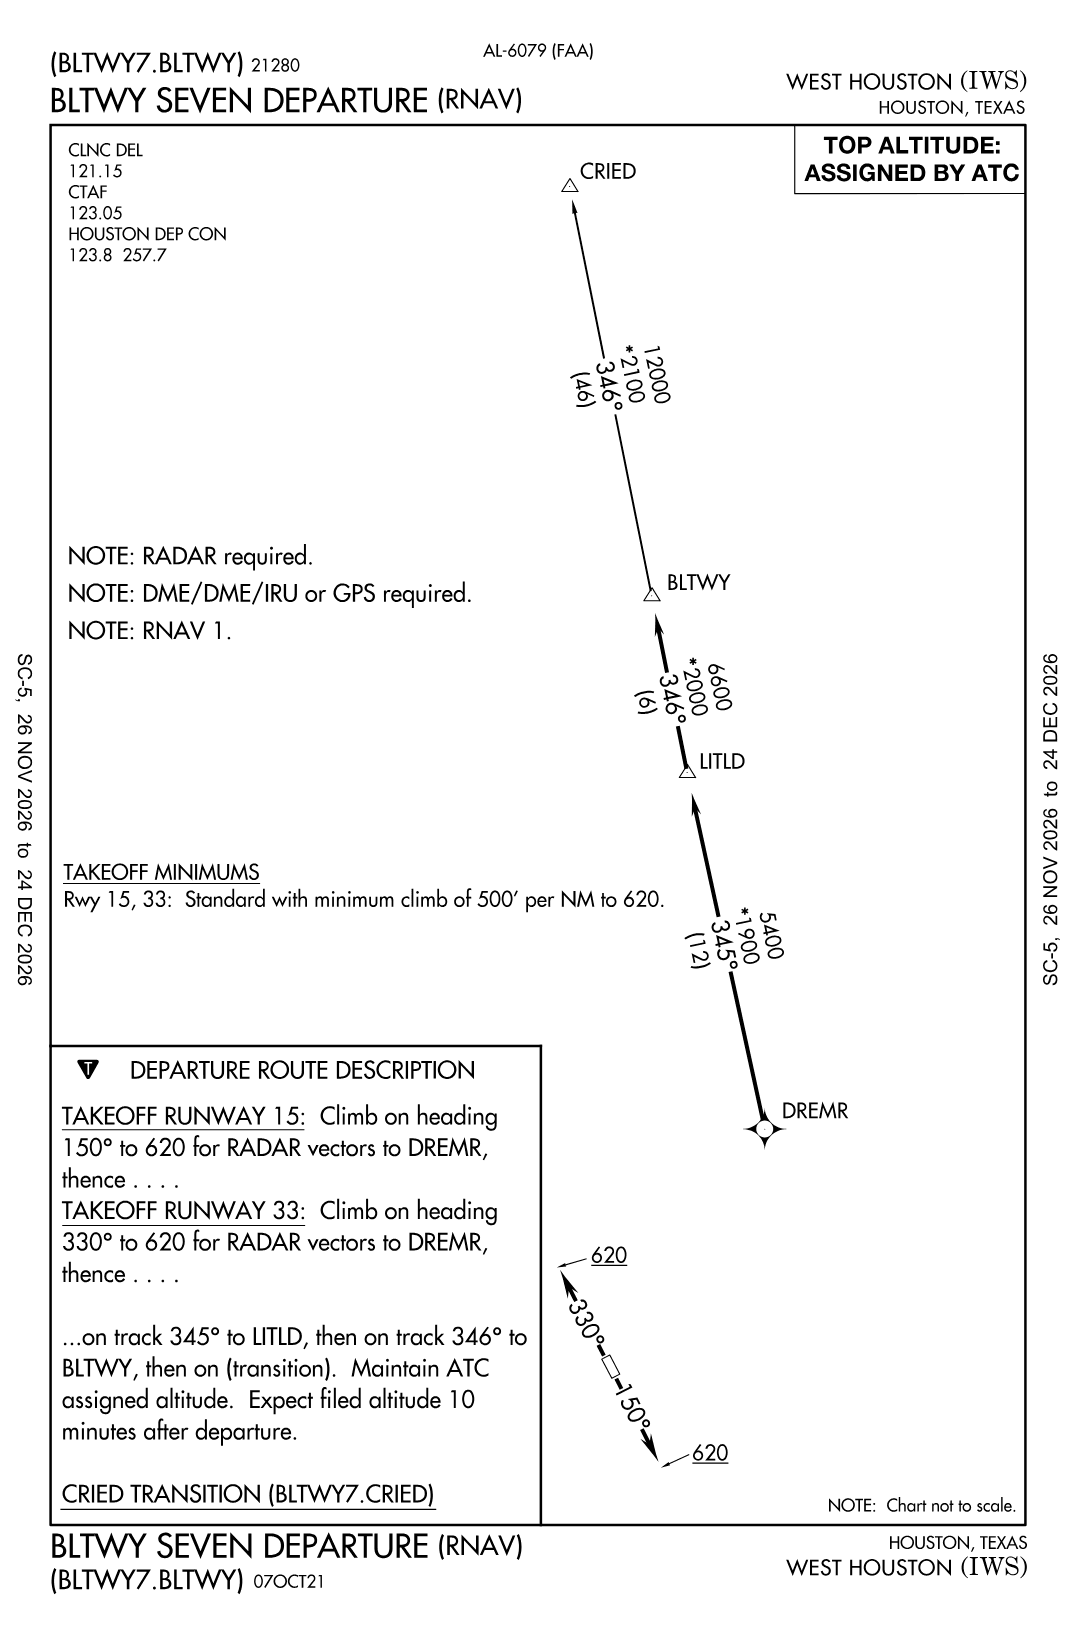 (BLTWY7.BLTWY) 21280
AL-6079 (FAA)
BLTWY SEVEN DEPARTURE (RNAV)
WEST HOUSTON (IWS)
HOUSTON, TEXAS
CLNC DEL
121.15
CTAF
123.05
HOUSTON DEP CON
123.8 257.7
TOP ALTITUDE:
ASSIGNED BY ATC
CRIED
12000
*2100
346°
(46)
NOTE: RADAR required.
NOTE: DME/DME/IRU or GPS required.
NOTE: RNAV 1.
BLTWY
6600
*2000
346°
(6)
LITLD
SC-5, 26 NOV 2026 to 24 DEC 2026
SC-5, 26 NOV 2026 to 24 DEC 2026
TAKEOFF MINIMUMS
Rwy 15, 33: Standard with minimum climb of 500' per NM to 620.
5400
*1900
345°
(12)
DREMR
T DEPARTURE ROUTE DESCRIPTION
TAKEOFF RUNWAY 15: Climb on heading
150° to 620 for RADAR vectors to DREMR,
thence . . . .
TAKEOFF RUNWAY 33: Climb on heading
330° to 620 for RADAR vectors to DREMR,
thence . . . .
...on track 345° to LITLD, then on track 346° to
BLTWY, then on (transition). Maintain ATC
assigned altitude. Expect filed altitude 10
minutes after departure.
CRIED TRANSITION (BLTWY7.CRIED)
620
330°
150°
620
NOTE: Chart not to scale.
BLTWY SEVEN DEPARTURE (RNAV)
(BLTWY7.BLTWY) 07OCT21
HOUSTON, TEXAS
WEST HOUSTON (IWS)